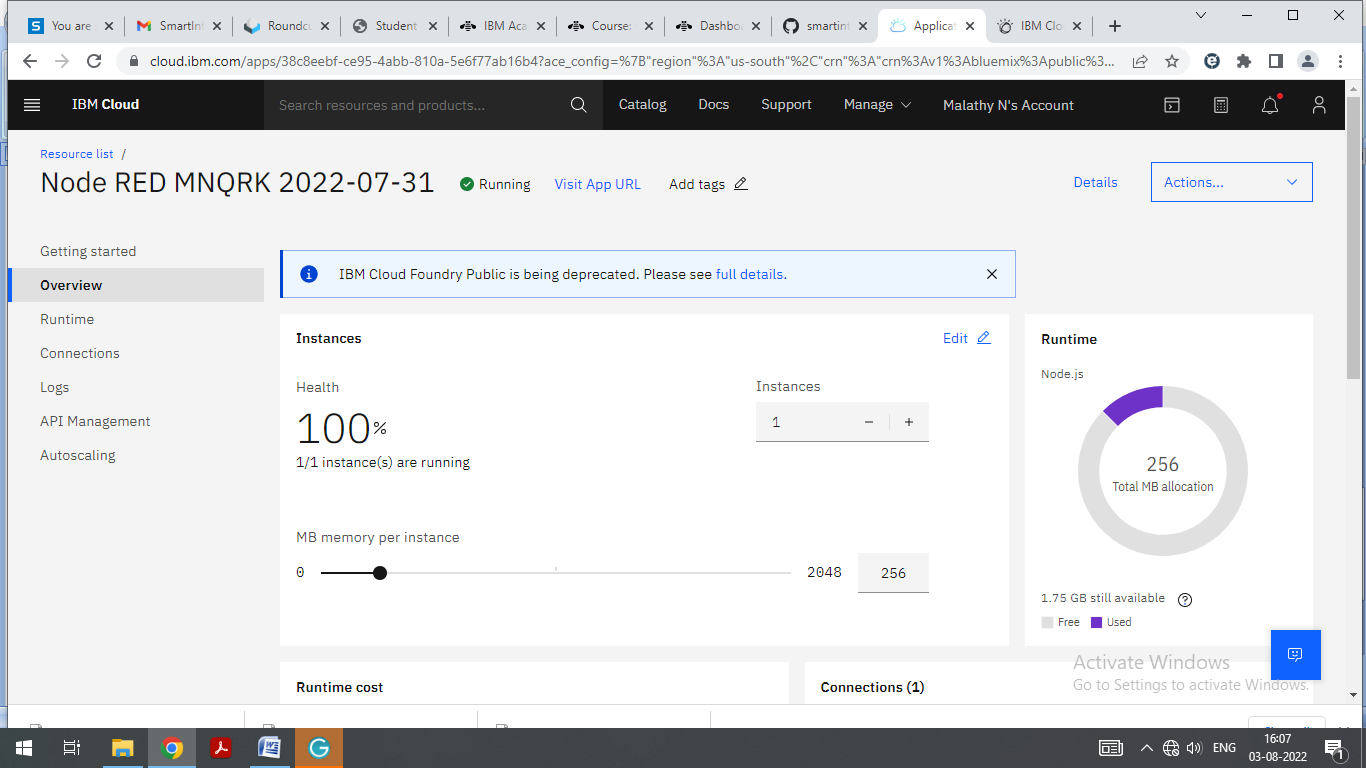 You are
SmartInt
Roundcu
Student
IBM Aca
Course:
Dashbo
smartint
Applicat
IBM Clo
cloud.ibm.com/apps/38c8eebf-ce95-4abb-810a-5e6f77ab16b4?ace_config=%7B"region"%3A"us-south"%2C"crn"%3A"crn%3Av1%3Abluemix%3Apublic%3...
IBM Cloud
Search resources and products...
Catalog
Docs
Support
Manage
Malathy N's Account
Resource list /
Node RED MNQRK 2022-07-31
Running
Visit App URL
Add tags
Details
Actions...
Getting started
Overview
Runtime
Connections
Logs
API Management
Autoscaling
IBM Cloud Foundry Public is being deprecated. Please see full details.
Instances
Edit
Health
100%
1/1 instance(s) are running
Instances
1
MB memory per instance
0
2048
256
Runtime
Node.js
256
Total MB allocation
1.75 GB still available
Free
Used
Runtime cost
Connections (1)
Activate Windows
Go to Settings to activate Windows.
ENG
16:07
03-08-2022
1